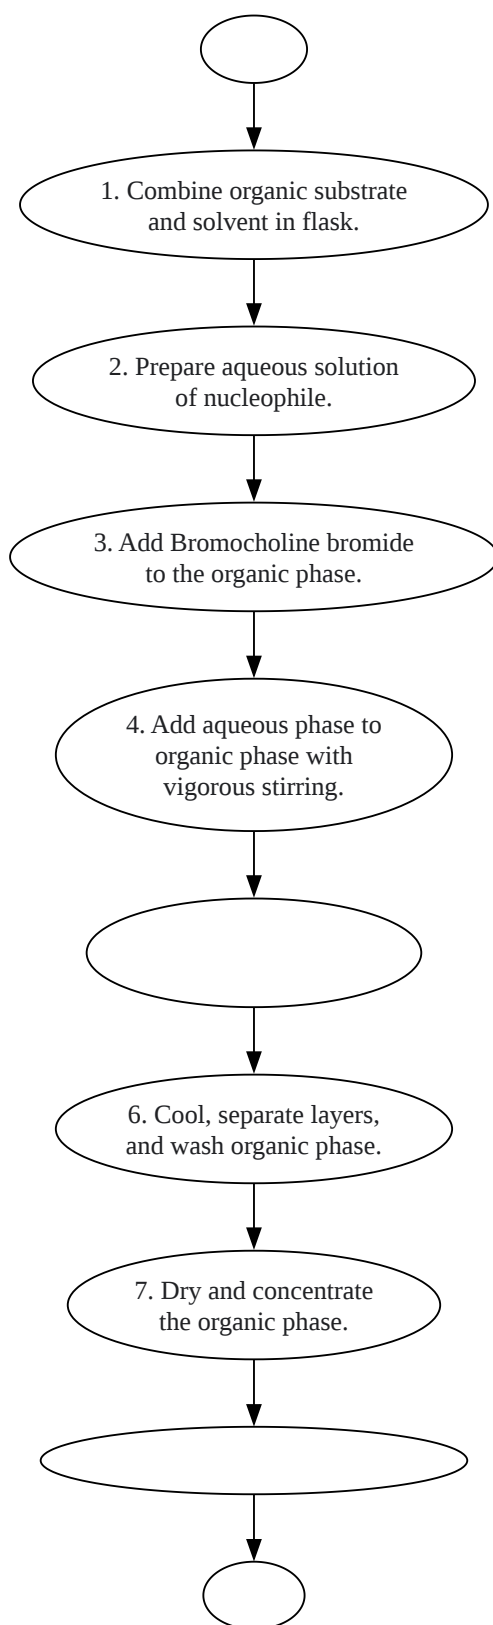 1. Combine organic substrate
and solvent in flask.
2. Prepare aqueous solution
of nucleophile.
3. Add Bromocholine bromide
to the organic phase.
4. Add aqueous phase to
organic phase with
vigorous stirring.
6. Cool, separate layers,
and wash organic phase.
7. Dry and concentrate
the organic phase.